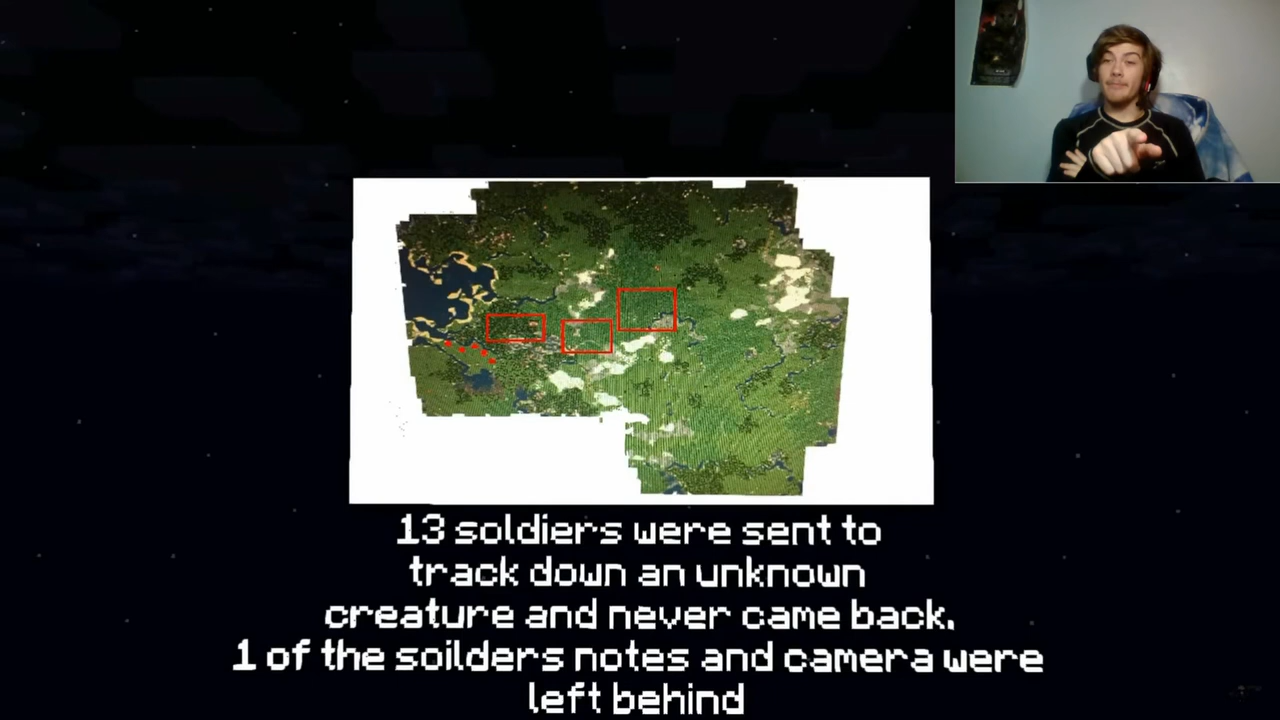 13 soldiers were sent to
track down an unknown
creature and never came back.
1 of the soilders notes and camera were
left behind